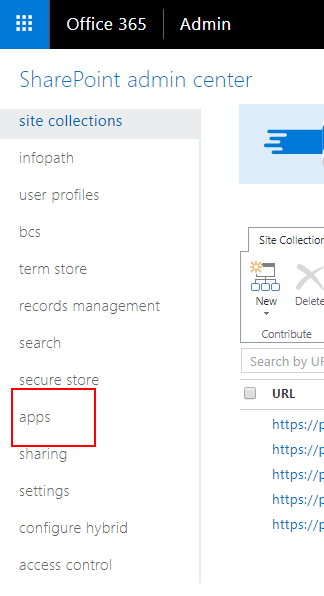 Office 365 Admin
SharePoint admin center
site collections
infopath
user profiles
bcs
term store
records management
search
secure store
apps
sharing
settings
configure hybrid
access control
Site Collectio
New
Delete
Contribute
Search by UR
URL
https://p
https://p
https://p
https://p
https://p